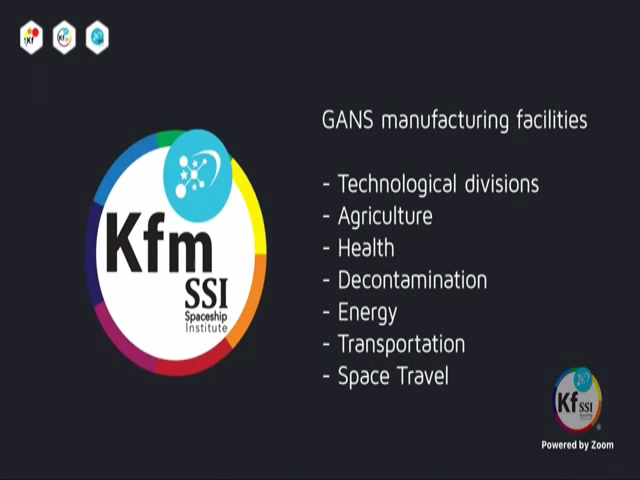 Kf
Kf
GANS manufacturing facilities
- Technological divisions
- Agriculture
- Health
- Decontamination
- Energy
- Transportation
- Space Travel
Kfm
SSI
Spaceship
Institute
Kf SSI
Powered by Zoom